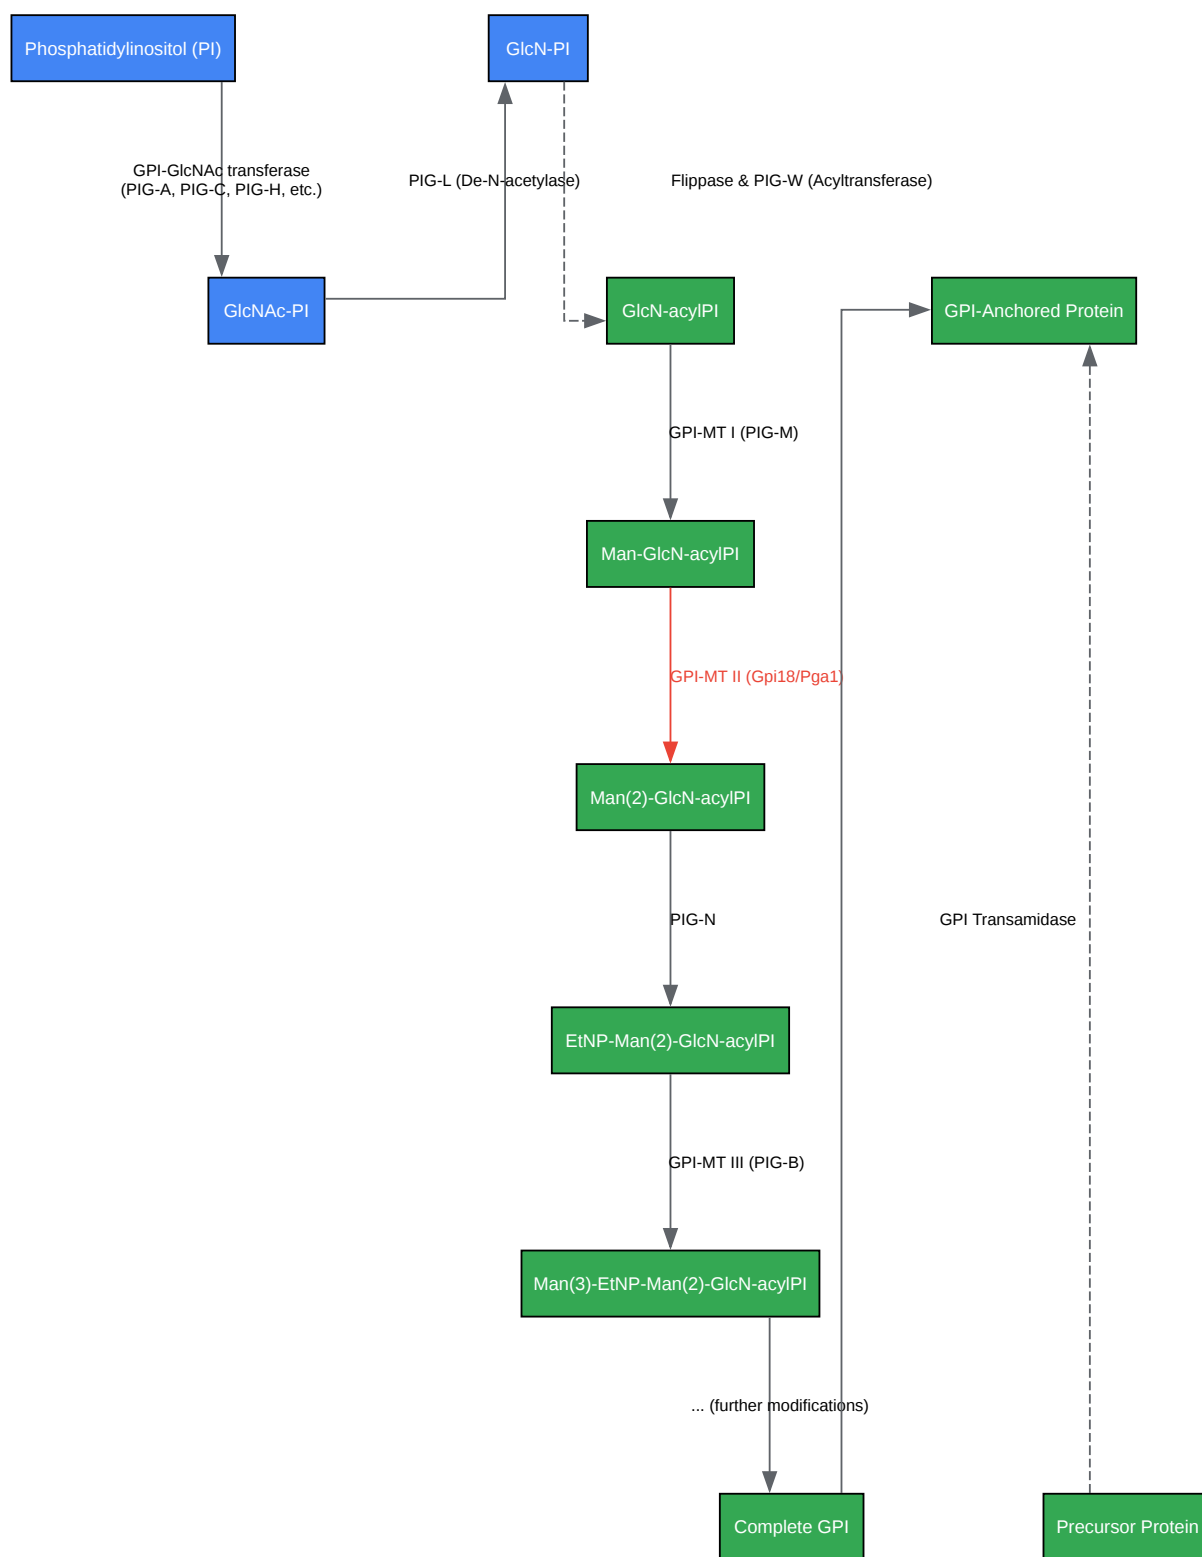 Phosphatidylinositol (PI)
GlcN-PI
GPI-GlcNAc transferase
(PIG-A, PIG-C, PIG-H, etc.)
PIG-L (De-N-acetylase)
Flippase & PIG-W (Acyltransferase)
GlcNAc-PI
GlcN-acylPI
GPI-Anchored Protein
GPI-MT I (PIG-M)
Man-GlcN-acylPI
GPI-MT II (Gpi18/Pga1)
Man(2)-GlcN-acylPI
PIG-N
GPI Transamidase
EtNP-Man(2)-GlcN-acylPI
GPI-MT III (PIG-B)
Man(3)-EtNP-Man(2)-GlcN-acylPI
... (further modifications)
Complete GPI
Precursor Protein